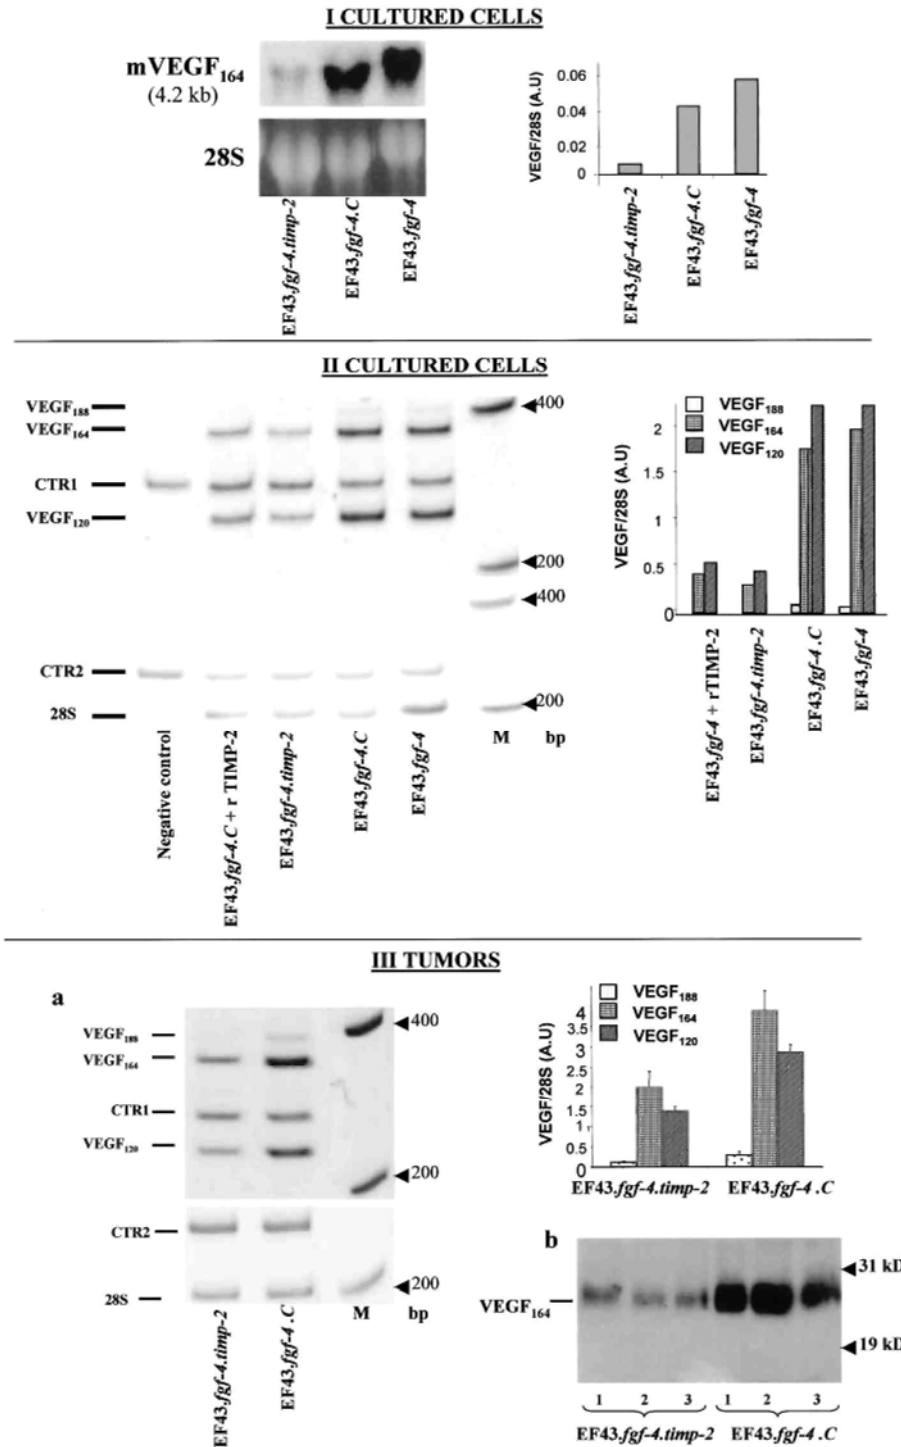 I CULTURED CELLS
mVEGF164
(4.2 kb)
28S
EF43.fgf-4.timp-2
EF43.fgf-4.C
EF43.fgf-4
VEGF/28S (A.U)
0.06
0.04
0.02
0
EF43.fgf-4.timp-2
EF43.fgf-4.C
EF43.fgf-4
II CULTURED CELLS
VEGF188
VEGF164
CTR1
VEGF120
CTR2
28S
400
200
400
200
Negative control
EF43.fgf-4.C + r TIMP-2
EF43.fgf-4.timp-2
EF43.fgf-4.C
EF43.fgf-4
M bp
VEGF/28S (A.U)
2
1.5
1
0.5
0
VEGF188
VEGF164
VEGF120
EF43.fgf-4 + rTIMP-2
EF43.fgf-4.timp-2
EF43.fgf-4 .C
EF43.fgf-4
III TUMORS
a
VEGF188
VEGF164
CTR1
VEGF120
CTR2
28S
400
200
200
EF43.fgf-4.timp-2
EF43.fgf-4 .C
M bp
VEGF/28S (A.U)
4
3.5
3
2.5
2
1.5
1
0.5
0
VEGF188
VEGF164
VEGF120
EF43.fgf-4.timp-2 EF43.fgf-4 .C
b
VEGF164
31 kD
19 kD
1 2 3 1 2 3
EF43.fgf-4.timp-2 EF43.fgf-4 .C